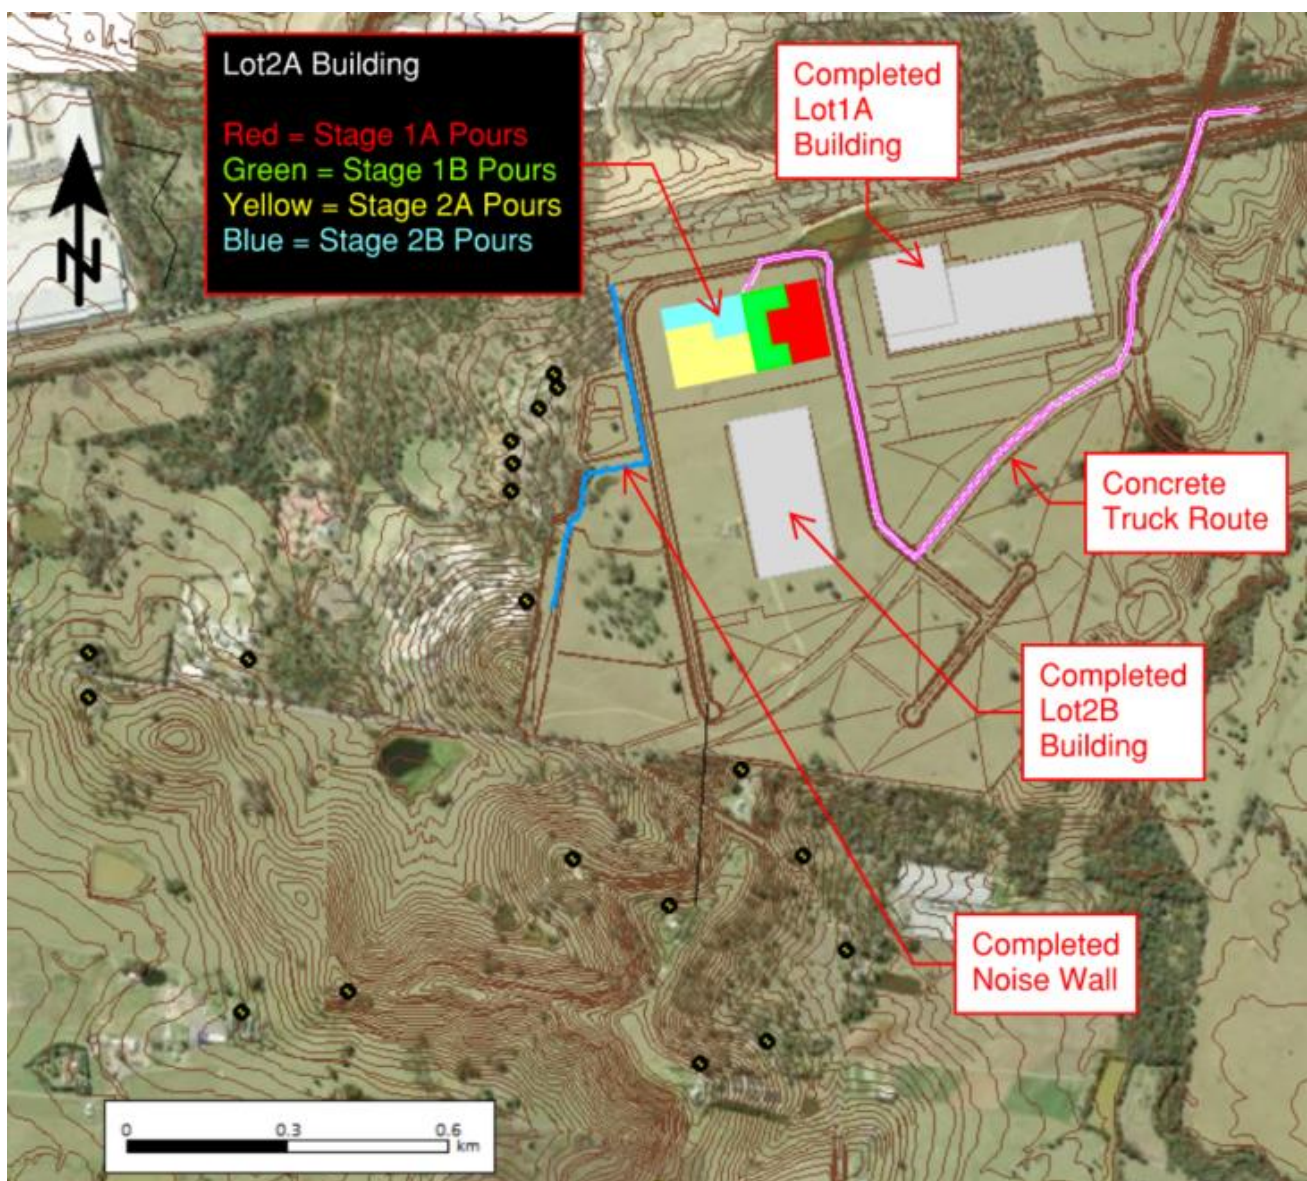 Lot2A Building
Red = Stage 1A Pours
Green = Stage 1B Pours
Yellow = Stage 2A Pours
Blue = Stage 2B Pours
Completed
Lot1A
Building
N
Concrete
Truck Route
Completed
Lot2B
Building
Completed
Noise Wall
0 0.3 0.6
km